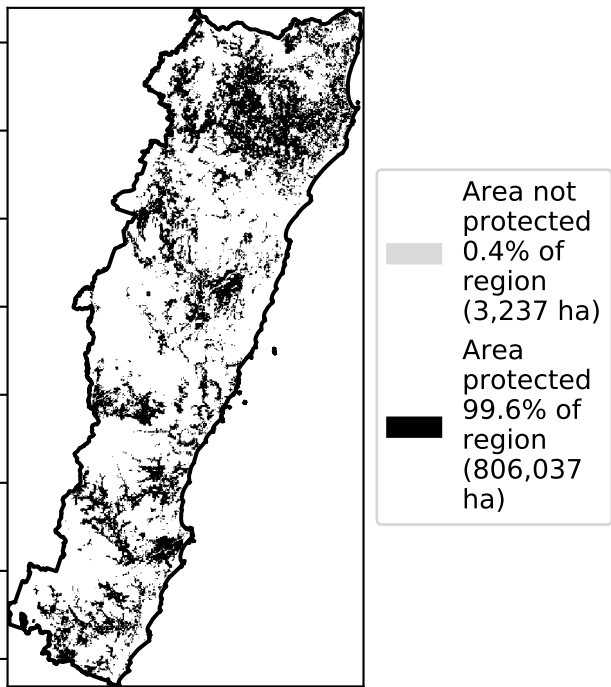 Area not
protected
0.4% of
region
(3,237 ha)
Area
protected
99.6% of
region
(806,037
ha)